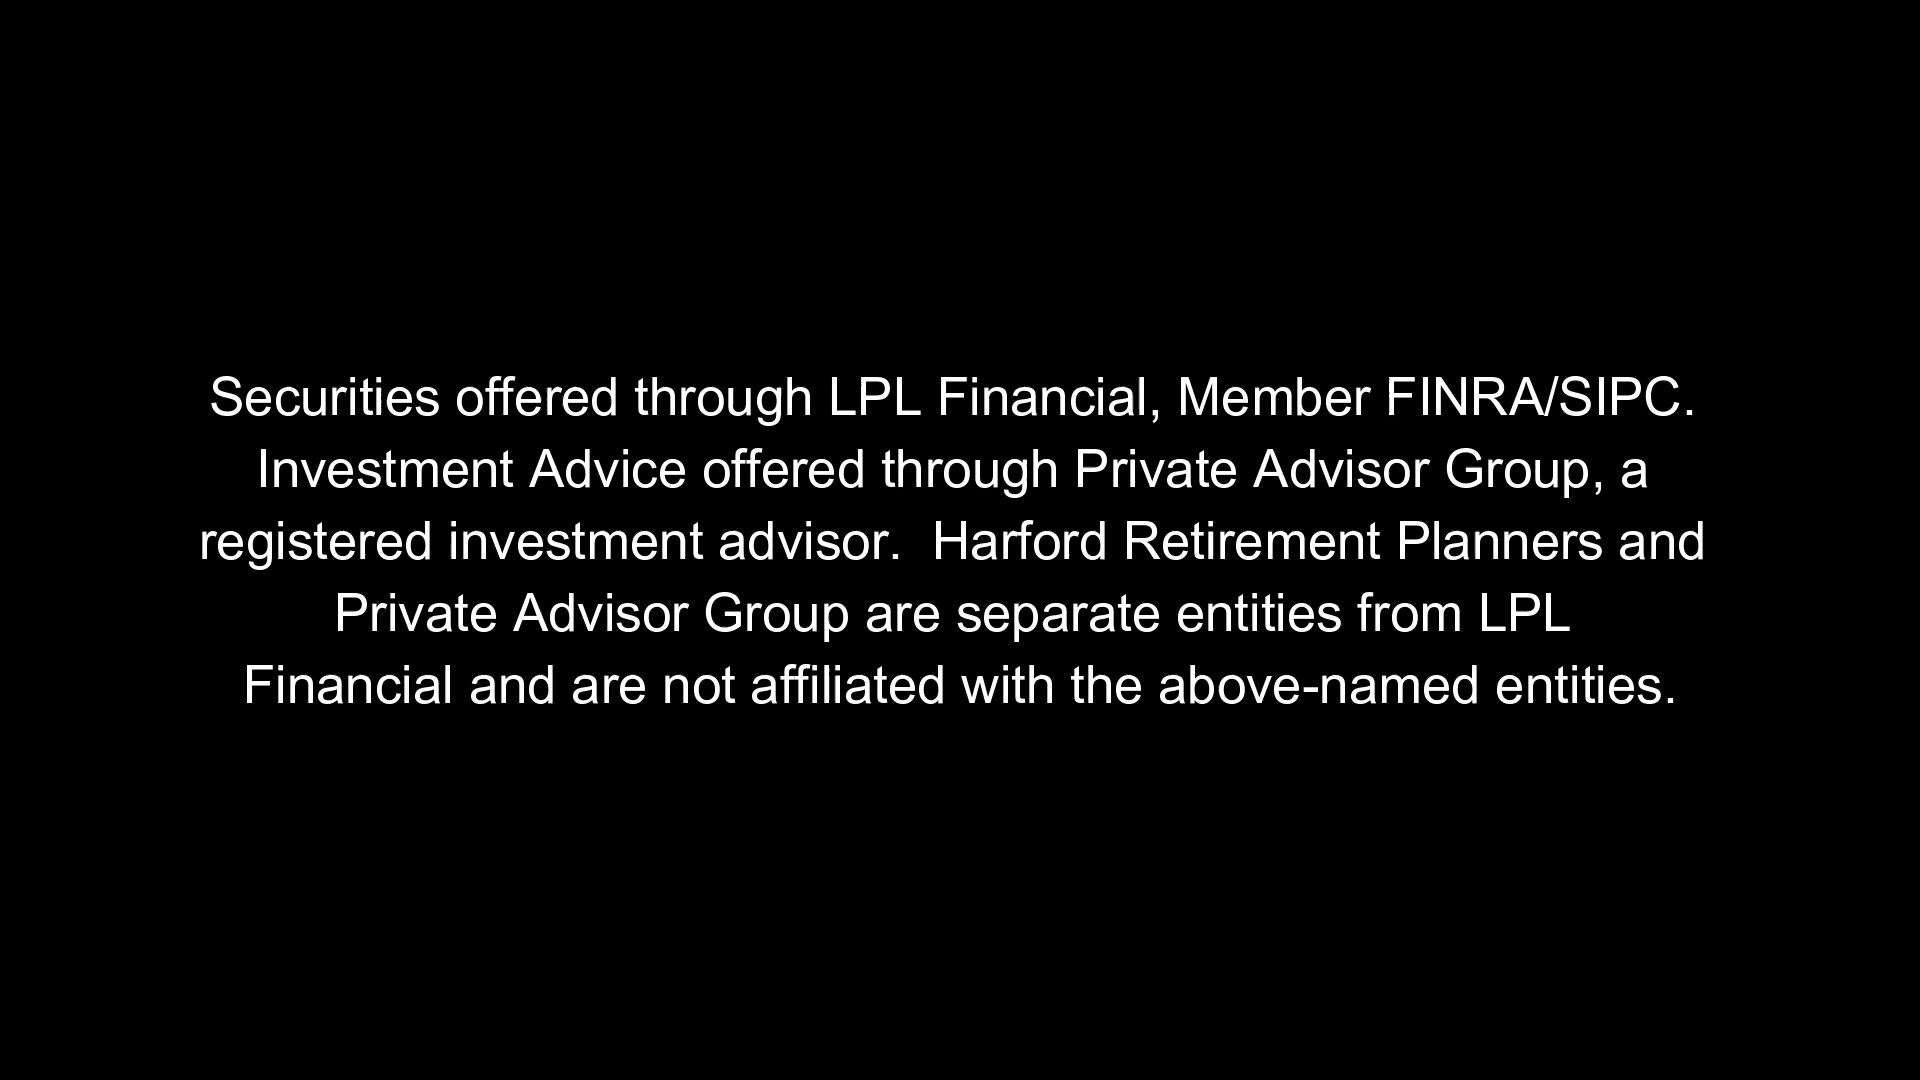 Securities offered through LPL Financial, Member FINRA/SIPC.
Investment Advice offered through Private Advisor Group, a
registered investment advisor.  Harford Retirement Planners and
Private Advisor Group are separate entities from LPL
Financial and are not affiliated with the above-named entities.